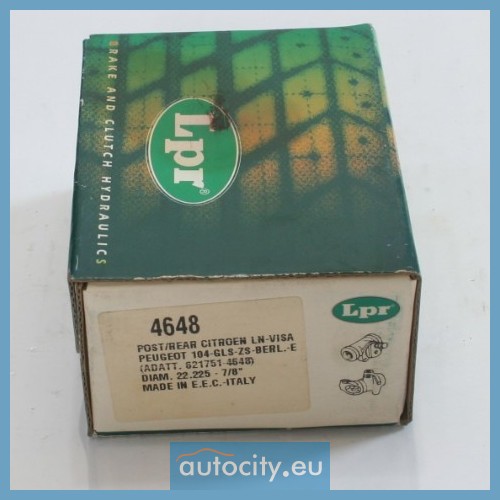 BRAKE AND CLUTCH HYDRAULICS
Lpr
®
4648
POST/REAR CITROEN LN-VISA
PEUGEOT 104-GLS-ZS-BERL.-E
(ADATT. 621751-4648)
DIAM. 22.225 - 7/8"
MADE IN E.E.C.-ITALY
Lpr
autocity.eu